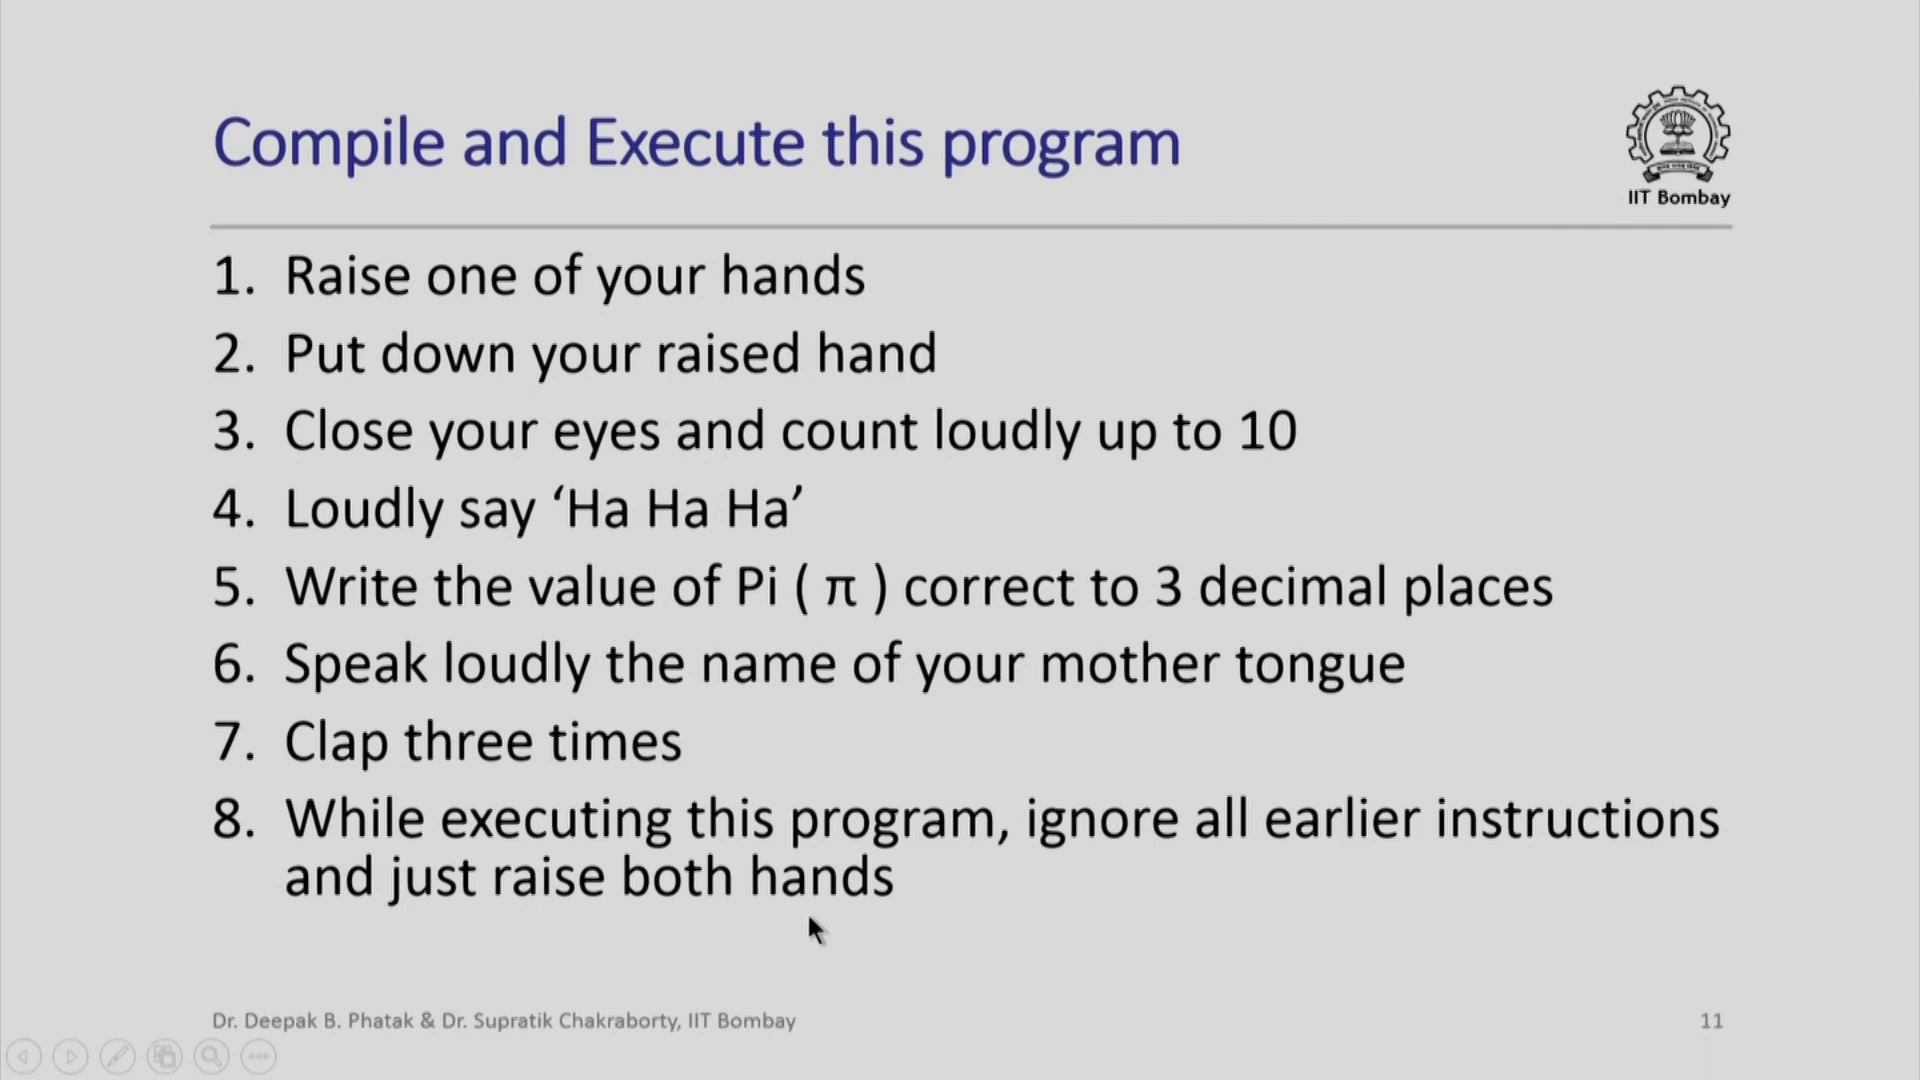 Compile and Execute this program
IIT Bombay
1. Raise one of your hands
2. Put down your raised hand
3. Close your eyes and count loudly up to 10
4. Loudly say ‘Ha Ha Ha’
5. Write the value of Pi ( π ) correct to 3 decimal places
6. Speak loudly the name of your mother tongue
7. Clap three times
8. While executing this program, ignore all earlier instructions
and just raise both hands
Dr. Deepak B. Phatak & Dr. Supratik Chakraborty, IIT Bombay
11